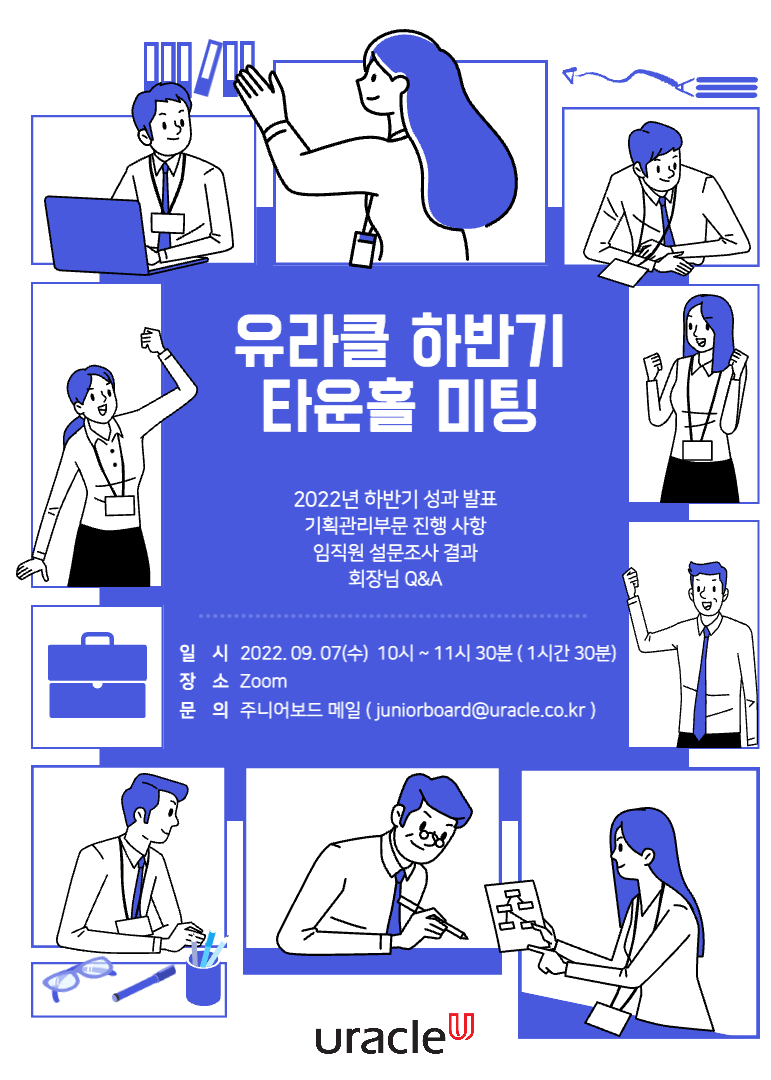 유라클 하반기
타운홀 미팅
2022년 하반기 성과 발표
기획관리부문 진행 사항
임직원 설문조사 결과
회장님 Q&A
일 시 2022. 09. 07(수) 10시 ~ 11시 30분 ( 1시간 30분)
장 소 Zoom
문 의 주니어보드 메일 ( juniorboard@uracle.co.kr )
uracle U